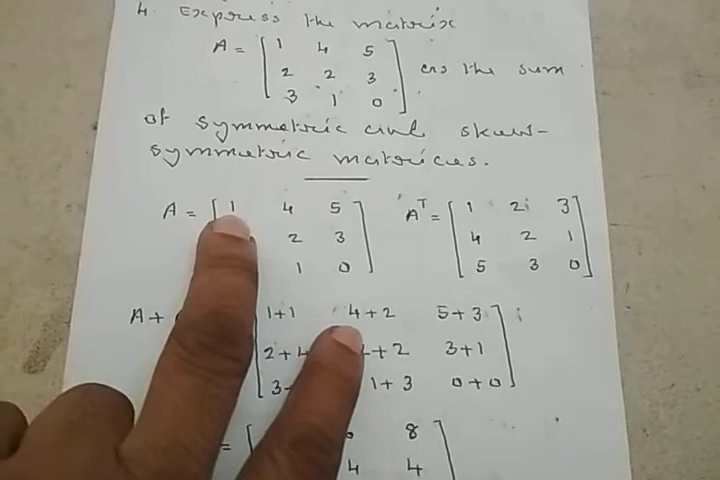 4. Express the matrix
A = [ 1 4 5
2 2 3 as the sum
3 1 0 ]
of symmetric and skew-
symmetric matrices.
A = [ 1 4 5 ] Aᵀ = [ 1 2 3 ]
2 3 4 2 1
1 0 5 3 0
A + [ 1+1 4+2 5+3 ]
2+4 +2 3+1
3+ 1+3 0+0
= [ 8 ]
4 4